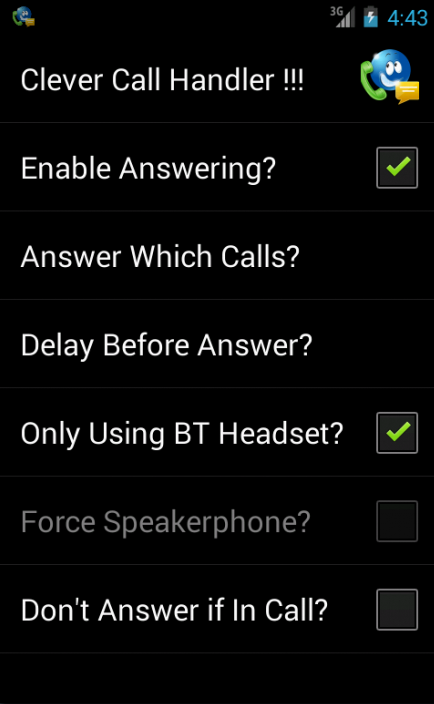 3G 4:43
Clever Call Handler !!!
Enable Answering?
Answer Which Calls?
Delay Before Answer?
Only Using BT Headset?
Force Speakerphone?
Don't Answer if In Call?